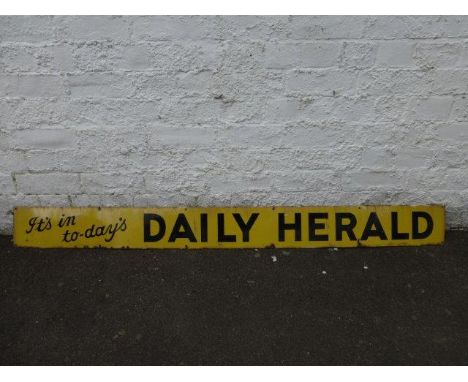 It's in
to-day's
DAILY HERALD